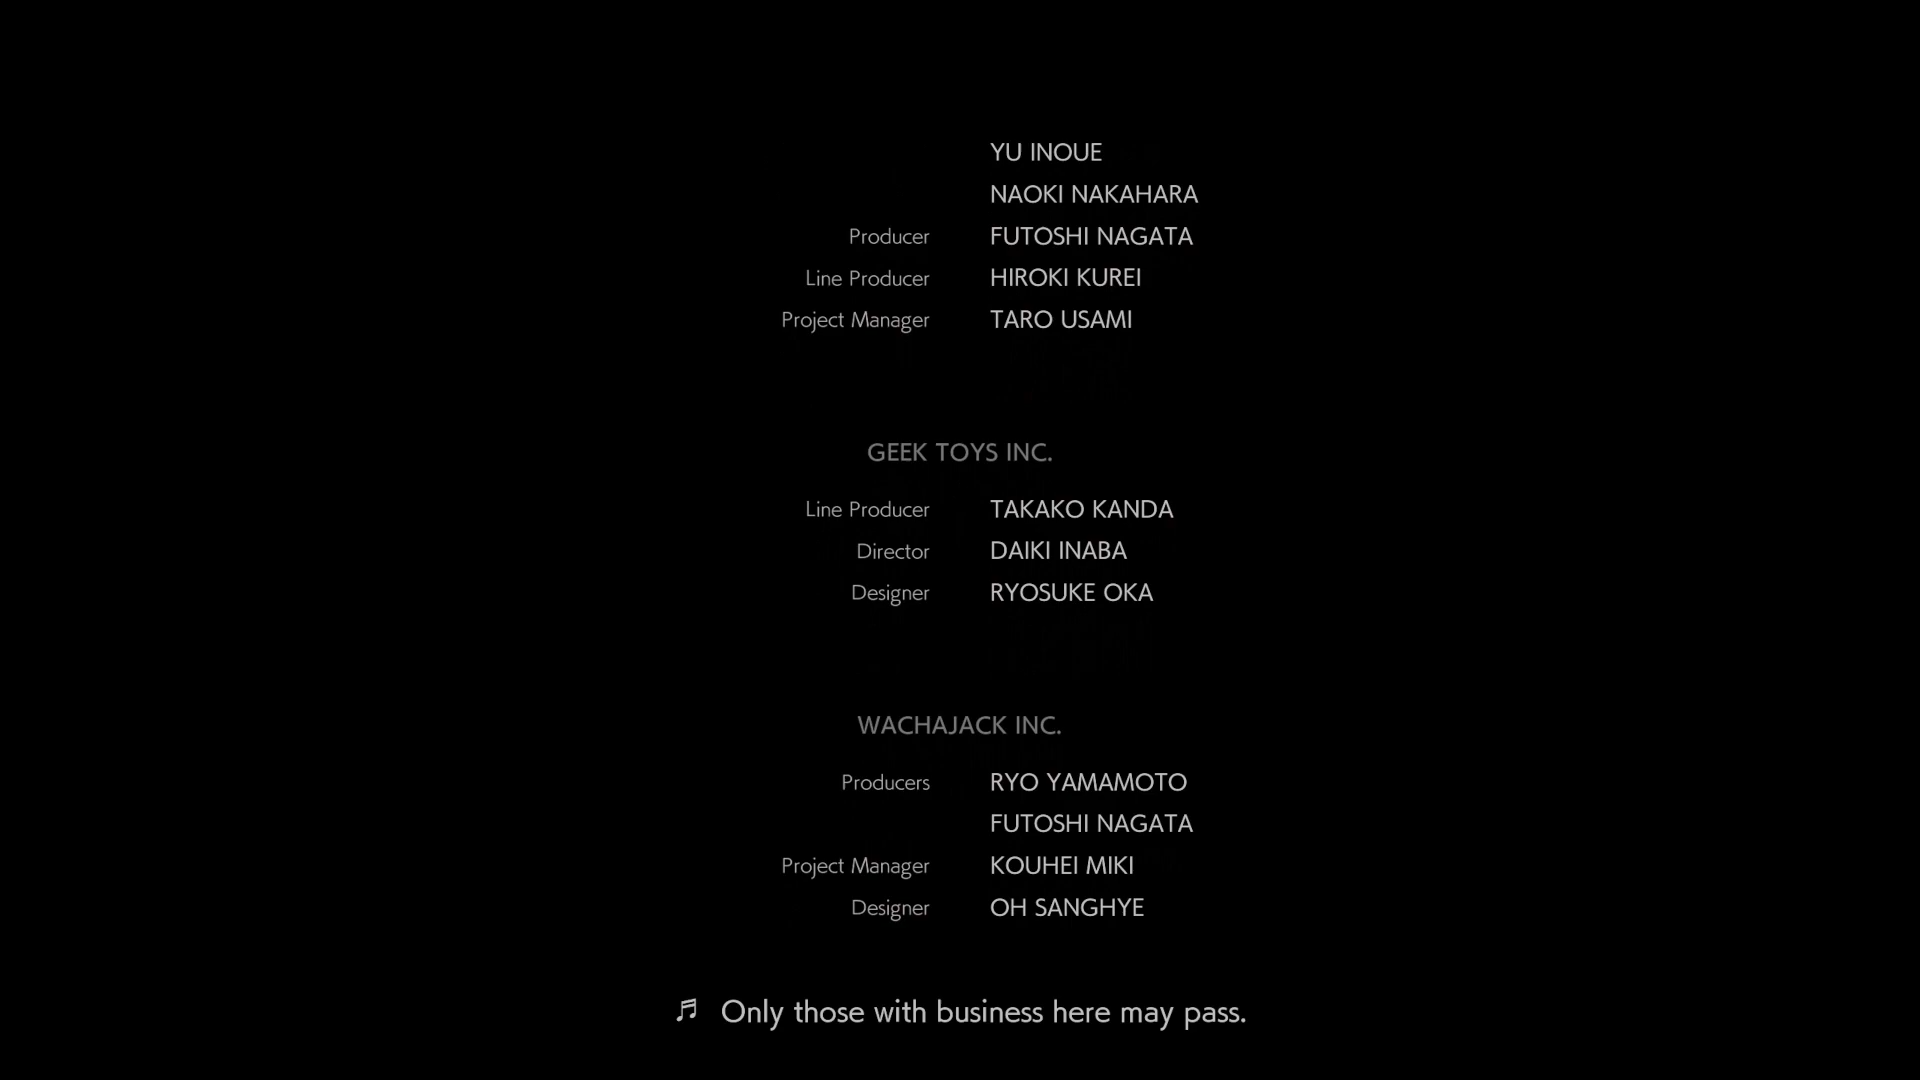 YU INOUE
NAOKI NAKAHARA
Producer FUTOSHI NAGATA
Line Producer HIROKI KUREI
Project Manager TARO USAMI
GEEK TOYS INC.
Line Producer TAKAKO KANDA
Director DAIKI INABA
Designer RYOSUKE OKA
WACHAJACK INC.
Producers RYO YAMAMOTO
FUTOSHI NAGATA
Project Manager KOUHEI MIKI
Designer OH SANGHYE
♬ Only those with business here may pass.